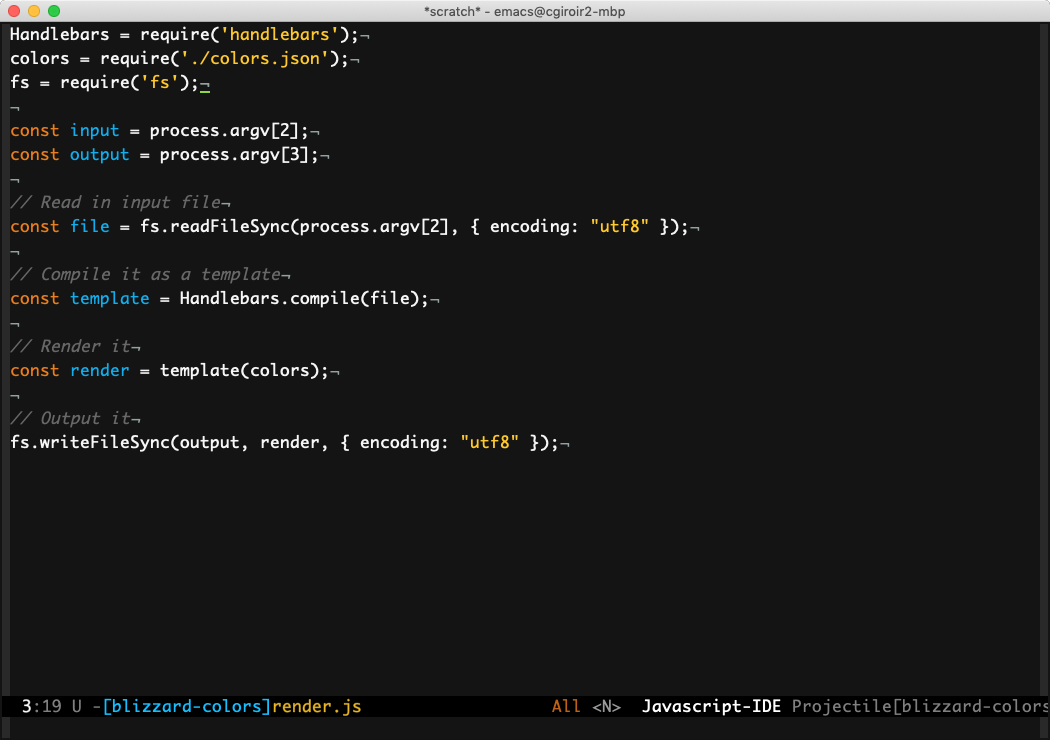 *scratch* - emacs@cgiroir2-mbp
Handlebars = require('handlebars');¬
colors = require('./colors.json');¬
fs = require('fs');¬
¬
const input = process.argv[2];¬
const output = process.argv[3];¬
¬
// Read in input file¬
const file = fs.readFileSync(process.argv[2], { encoding: "utf8" });¬
¬
// Compile it as a template¬
const template = Handlebars.compile(file);¬
¬
// Render it¬
const render = template(colors);¬
¬
// Output it¬
fs.writeFileSync(output, render, { encoding: "utf8" });¬
3:19 U -[blizzard-colors]render.js All <N> Javascript-IDE Projectile[blizzard-colors